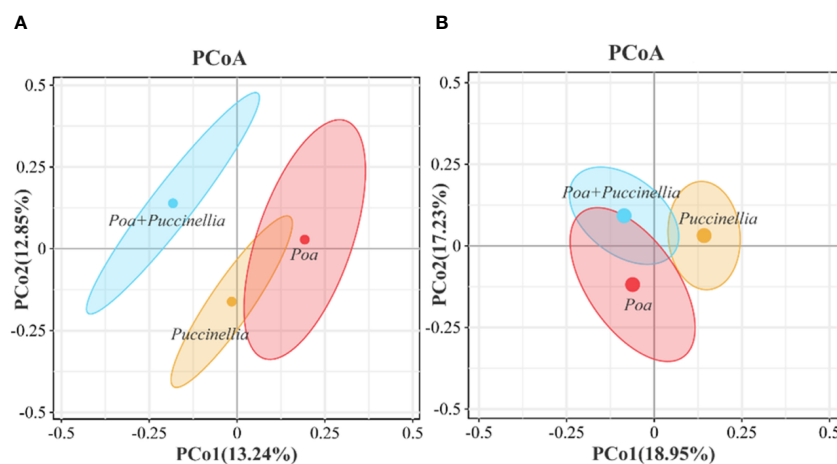 A
PCoA
0.5
0.25
0
-0.25
-0.5
PCo2(12.85%)
Poa+Puccinellia
Poa
Puccinellia
-0.5 -0.25 0 0.25 0.5
PCo1(13.24%)
B
PCoA
0.5
0.25
0
-0.25
-0.5
PCo2(17.23%)
Poa+Puccinellia
Puccinellia
Poa
-0.5 -0.25 0 0.25 0.5
PCo1(18.95%)